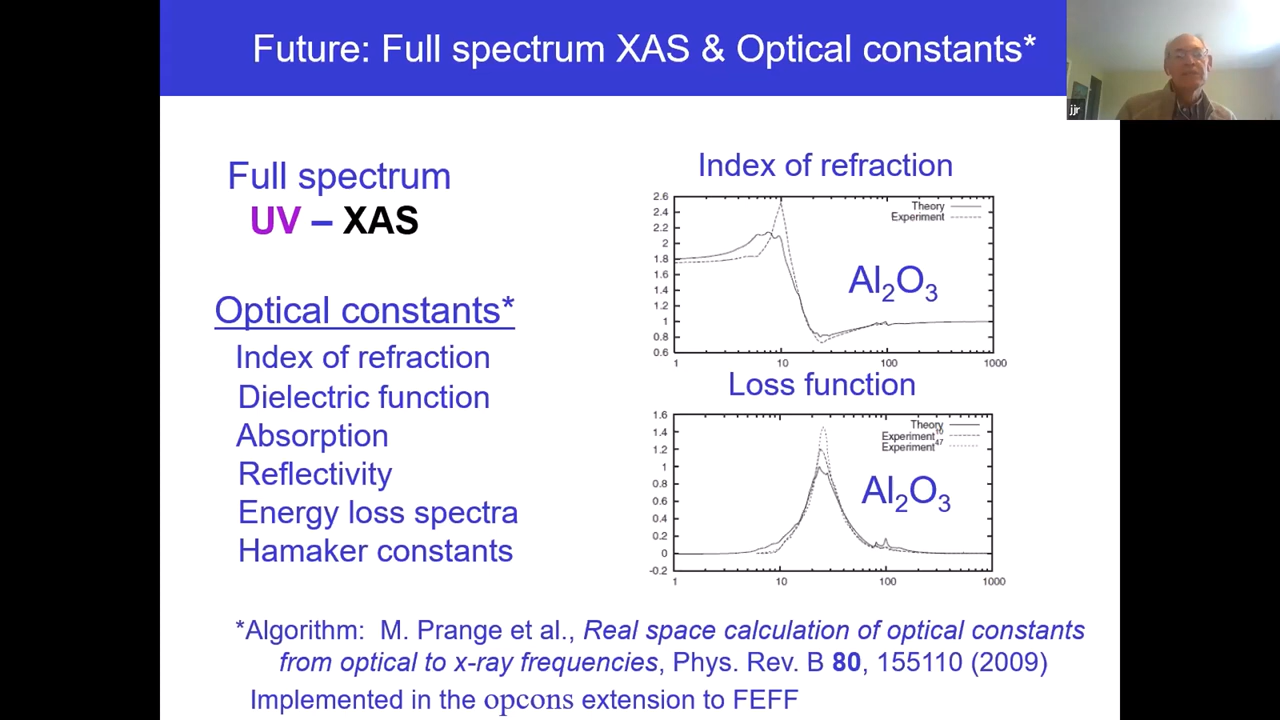 Future: Full spectrum XAS & Optical constants*
jjr
Full spectrum
UV – XAS
Optical constants*
Index of refraction
Dielectric function
Absorption
Reflectivity
Energy loss spectra
Hamaker constants
Index of refraction
2.6
2.4
2.2
2
1.8
1.6
1.4
1.2
1
0.8
0.6
Theory
Experiment
Al₂O₃
1 10 100 1000
Loss function
1.6
1.4
1.2
1
0.8
0.6
0.4
0.2
0
-0.2
Theory
Experiment¹⁰
Experiment⁴⁷
Al₂O₃
1 10 100 1000
*Algorithm: M. Prange et al., Real space calculation of optical constants
from optical to x-ray frequencies, Phys. Rev. B 80, 155110 (2009)
Implemented in the opcons extension to FEFF